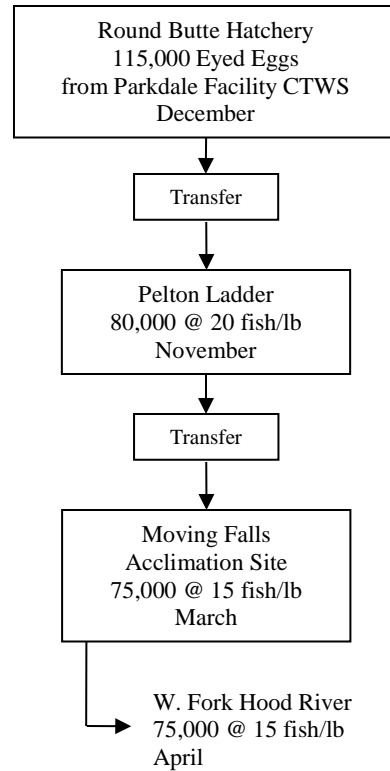 Round Butte Hatchery
115,000 Eyed Eggs
from Parkdale Facility CTWS
December
Transfer
Pelton Ladder
80,000 @ 20 fish/lb
November
Transfer
Moving Falls
Acclimation Site
75,000 @ 15 fish/lb
March
W. Fork Hood River
75,000 @ 15 fish/lb
April